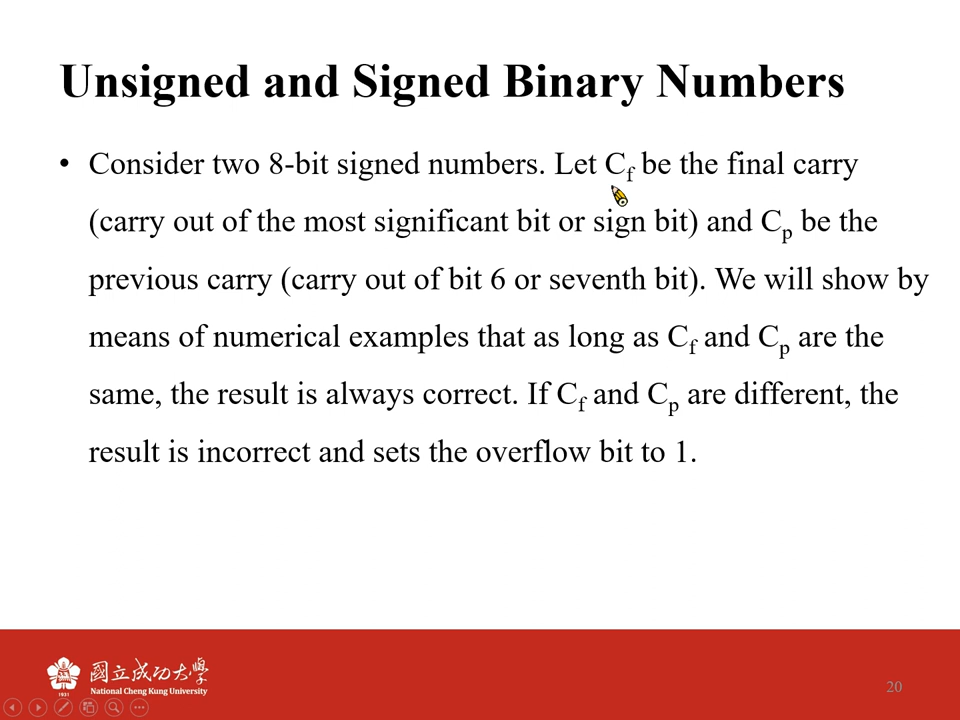 Unsigned and Signed Binary Numbers
• Consider two 8-bit signed numbers. Let Cf be the final carry
(carry out of the most significant bit or sign bit) and Cp be the
previous carry (carry out of bit 6 or seventh bit). We will show by
means of numerical examples that as long as Cf and Cp are the
same, the result is always correct. If Cf and Cp are different, the
result is incorrect and sets the overflow bit to 1.
國立成功大學
National Cheng Kung University
1931
20